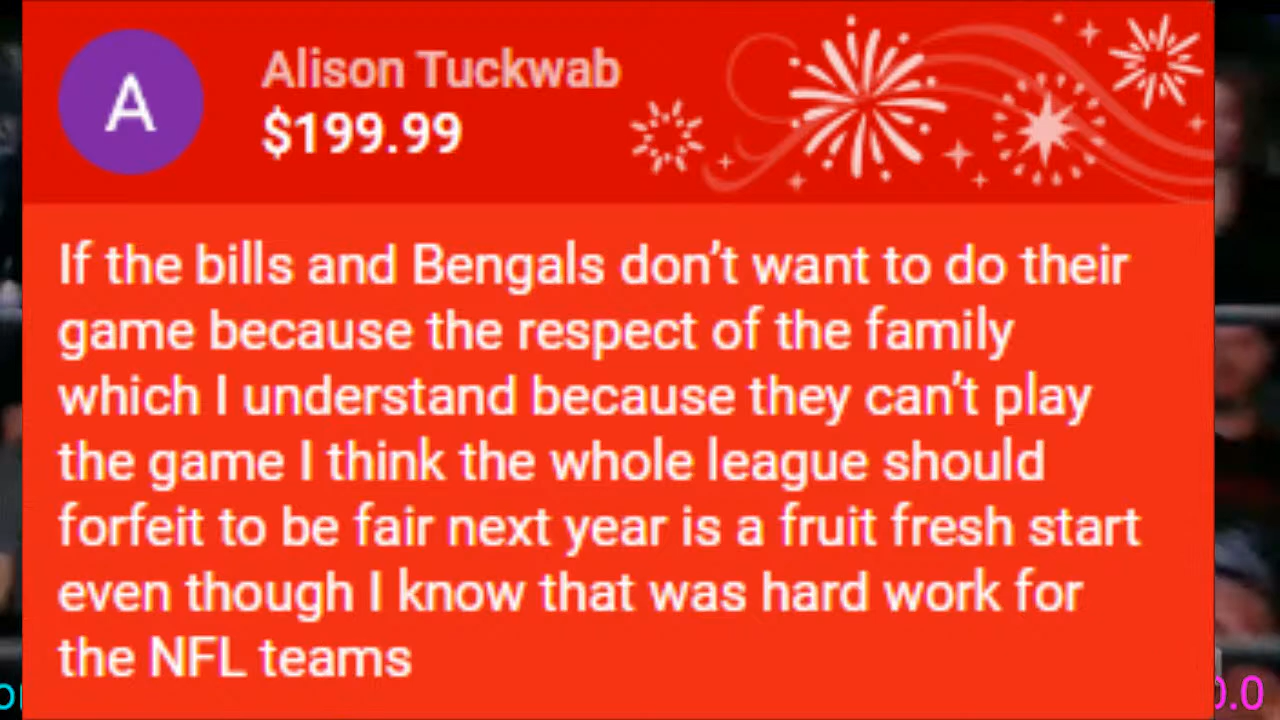 A
Alison Tuckwab
$199.99
If the bills and Bengals don't want to do their
game because the respect of the family
which I understand because they can't play
the game I think the whole league should
forfeit to be fair next year is a fruit fresh start
even though I know that was hard work for
the NFL teams